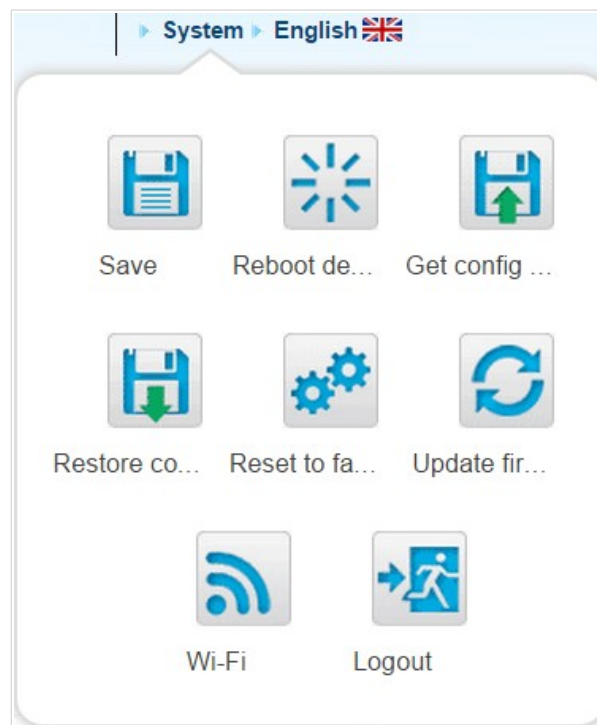 System English
Save Reboot de... Get config ...
Restore co... Reset to fa... Update fir...
Wi-Fi Logout